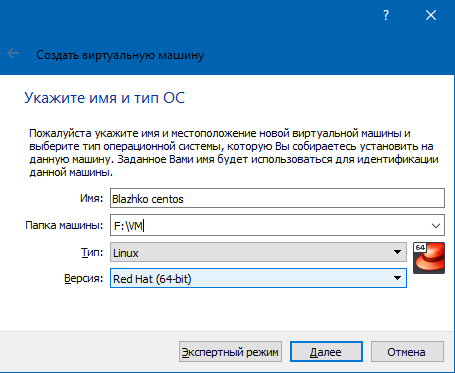 ?
Создать виртуальную машину
Укажите имя и тип ОС
Пожалуйста укажите имя и местоположение новой виртуальной машины и
выберите тип операционной системы, которую Вы собираетесь установить на
данную машину. Заданное Вами имя будет использоваться для идентификации
данной машины.
Имя: Blazhko centos
Папка машины: F:\VM
Тип: Linux
64
Версия: Red Hat (64-bit)
Экспертный режим Далее Отмена